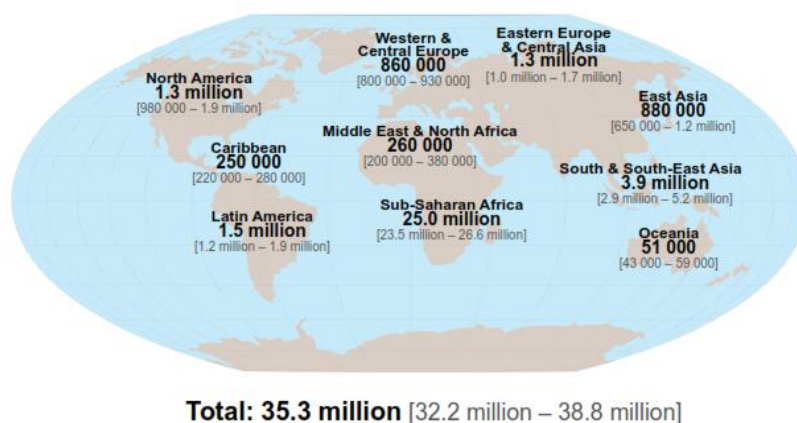 Western &
Central Europe
860 000
[800 000 – 930 000]
Eastern Europe
& Central Asia
1.3 million
[1.0 million – 1.7 million]
North America
1.3 million
[980 000 – 1.9 million]
East Asia
880 000
[650 000 – 1.2 million]
Middle East & North Africa
260 000
[200 000 – 380 000]
Caribbean
250 000
[220 000 – 280 000]
South & South-East Asia
3.9 million
[2.9 million – 5.2 million]
Sub-Saharan Africa
25.0 million
[23.5 million – 26.6 million]
Latin America
1.5 million
[1.2 million – 1.9 million]
Oceania
51 000
[43 000 – 59 000]
Total: 35.3 million [32.2 million – 38.8 million]